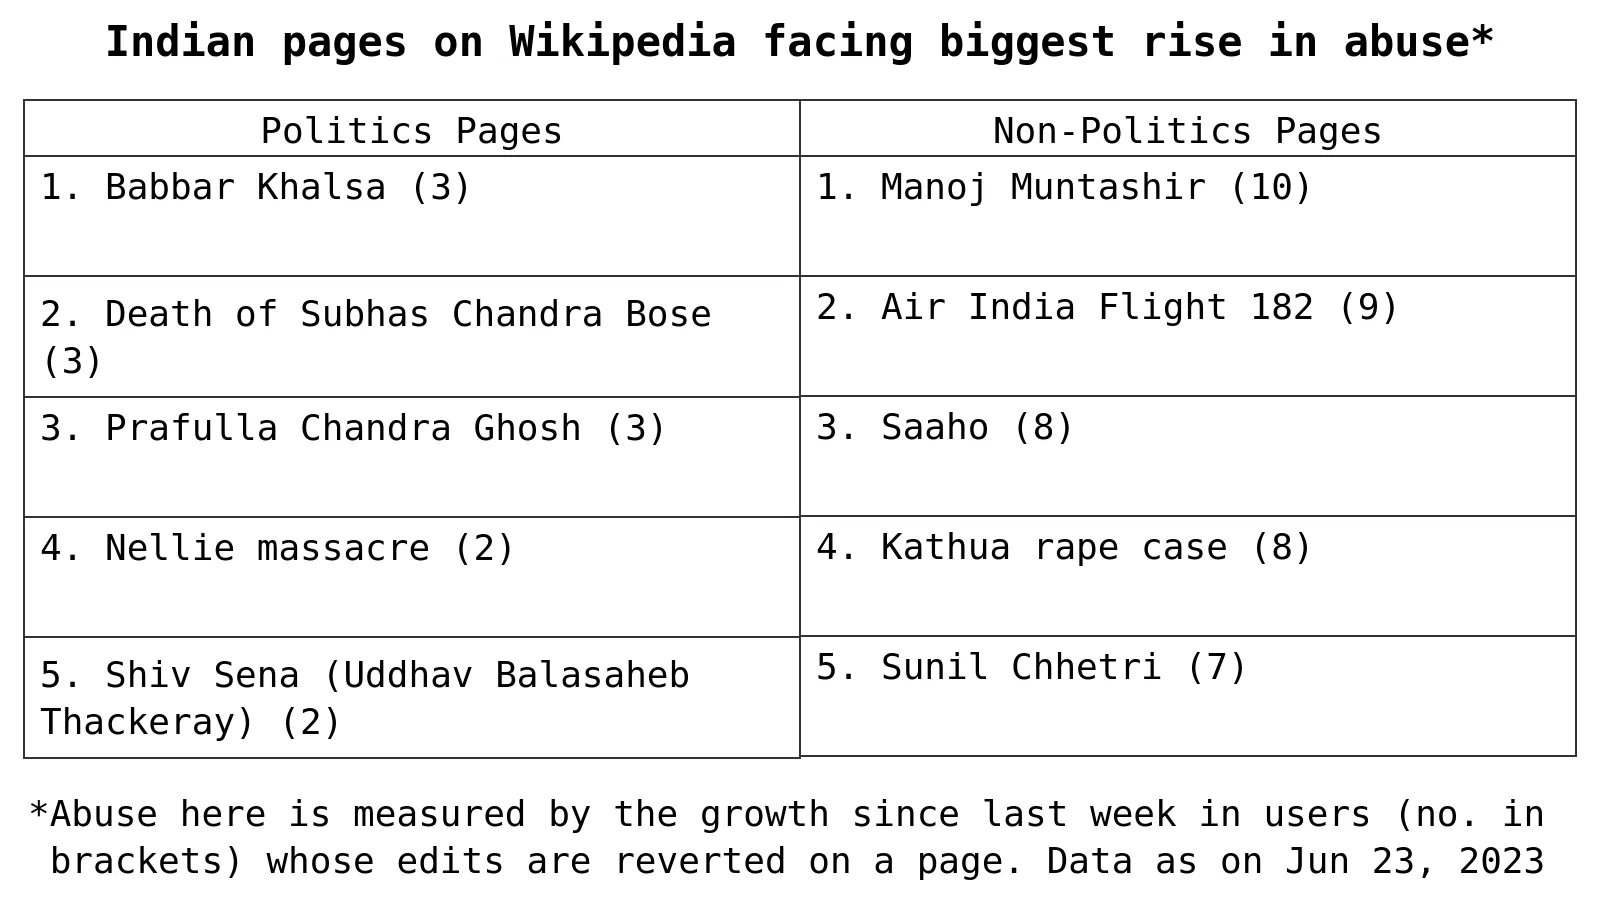 Indian pages on Wikipedia facing biggest rise in abuse*
Politics Pages
Non-Politics Pages
1. Babbar Khalsa (3)
1. Manoj Muntashir (10)
2. Death of Subhas Chandra Bose
(3)
2. Air India Flight 182 (9)
3. Prafulla Chandra Ghosh (3)
3. Saaho (8)
4. Nellie massacre (2)
4. Kathua rape case (8)
5. Shiv Sena (Uddhav Balasaheb
Thackeray) (2)
5. Sunil Chhetri (7)
*Abuse here is measured by the growth since last week in users (no. in
brackets) whose edits are reverted on a page. Data as on Jun 23, 2023